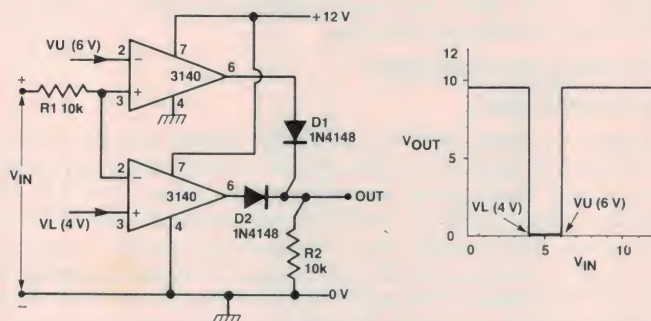 +12 V
VU (6 V)
2
7
−
3140
6
+
R1 10k
+
3
4
D1
1N4148
VIN
2
7
−
3140
6
OUT
VL (4 V)
+
3
4
D2
1N4148
R2
10k
−
0 V
12
10
VOUT
5
VL (4 V)
VU (6 V)
0
0
5
10
VIN